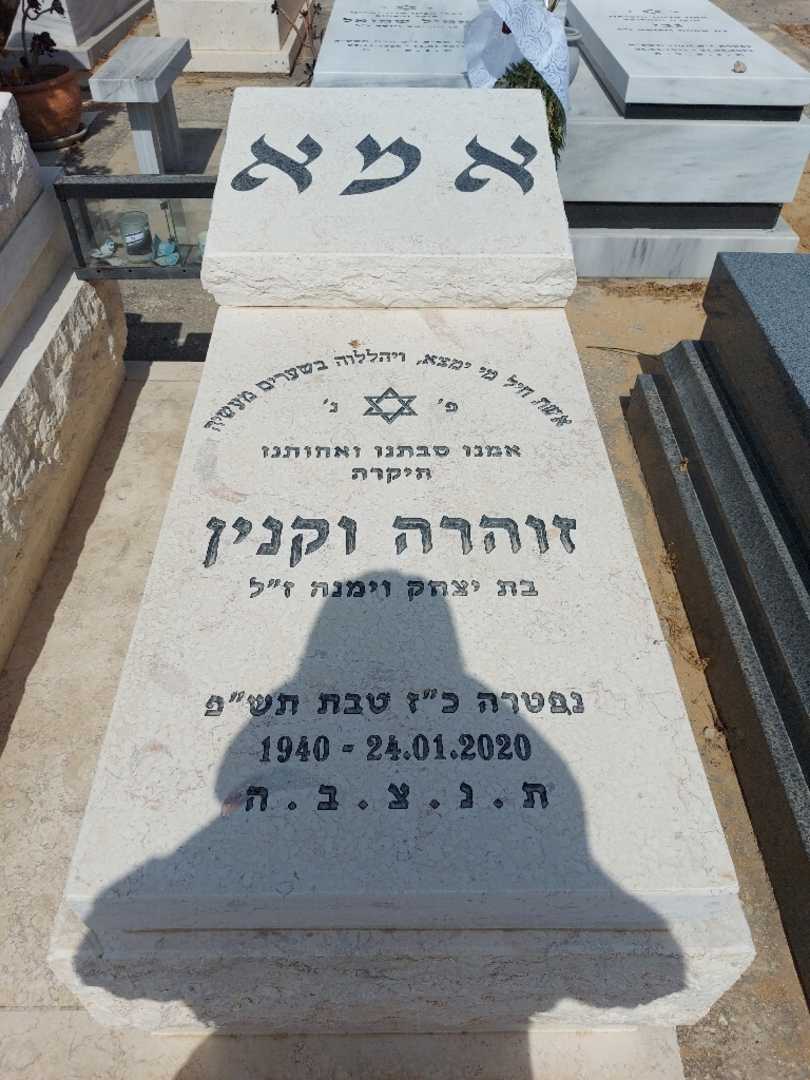 אמא
אשת חיל מי ימצא, ויהללוה בשערים מעשיה
פ׳ נ׳
אמנו סבתנו ואחותנו
היקרה
זוהרה וקנין
בת יצחק וימנה ז״ל
נפטרה כ״ז טבת תש״פ
1940 - 24.01.2020
ת . נ . צ . ב . ה